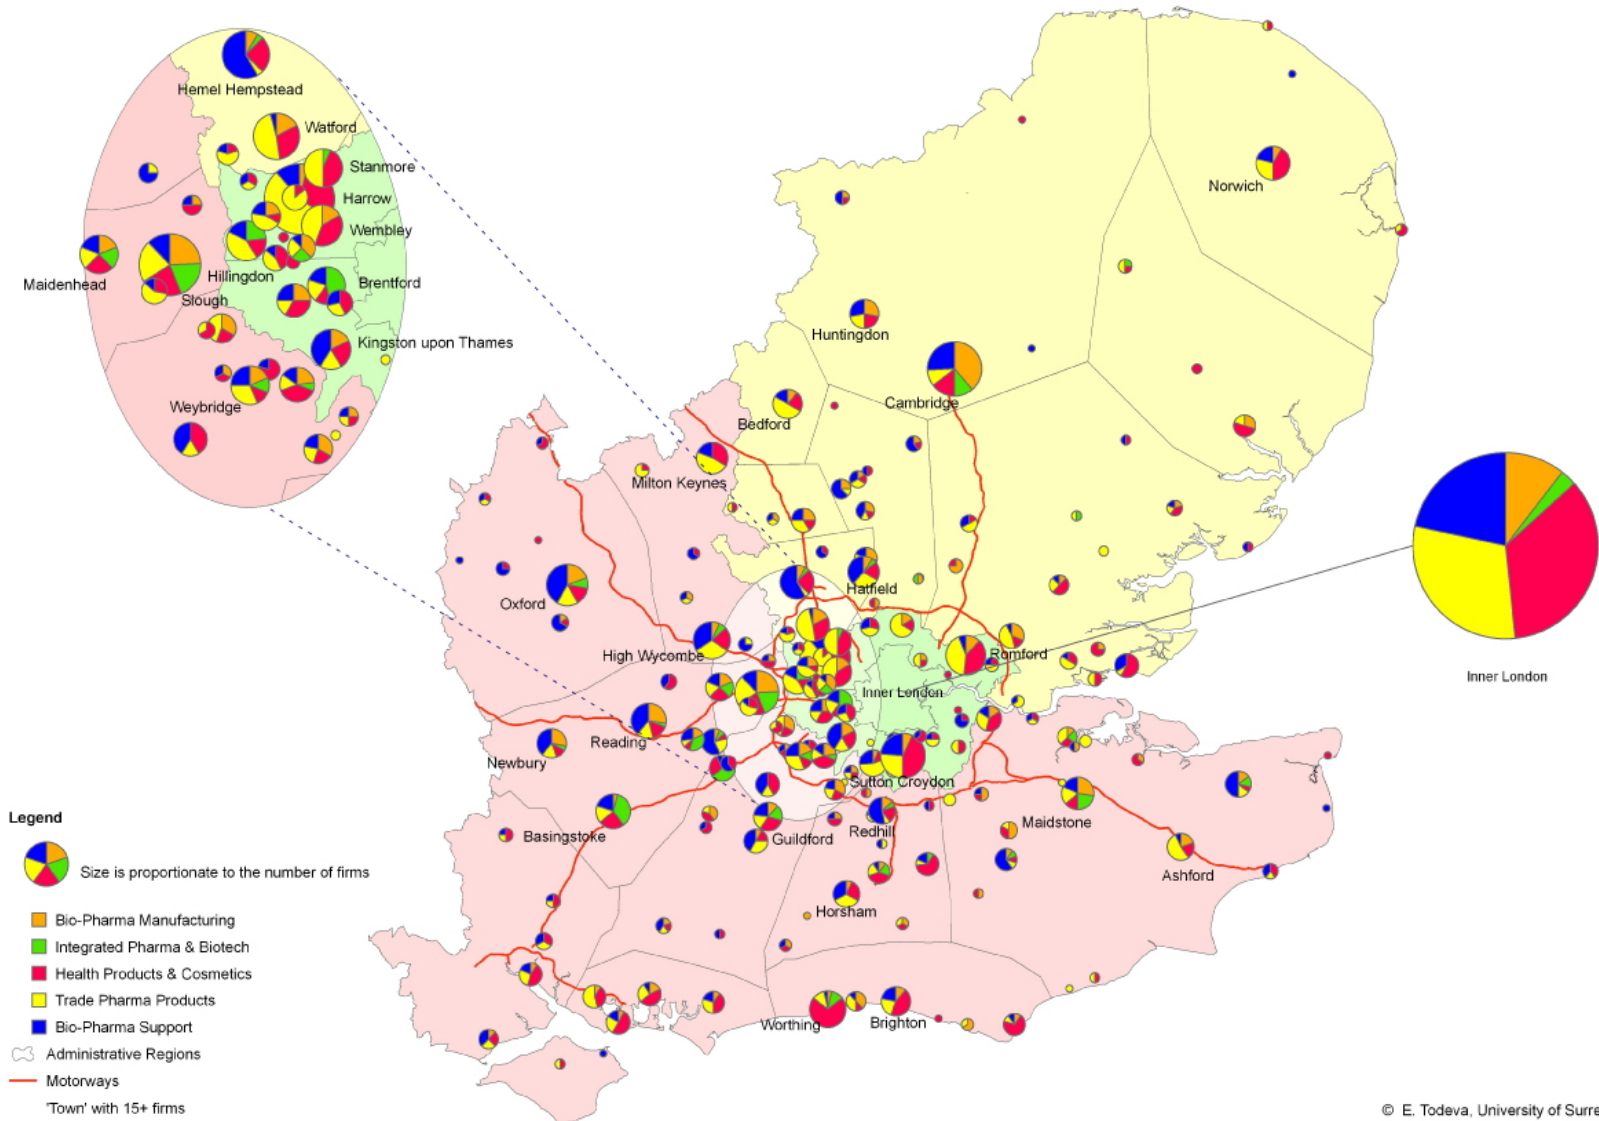 Hemel Hempstead
Watford
Stanmore
Harrow
Wembley
Maidenhead
Hillingdon
Brentford
Slough
Kingston upon Thames
Weybridge
Norwich
Huntingdon
Cambridge
Bedford
Milton Keynes
Hatfield
Oxford
High Wycombe
Romford
Inner London
Inner London
Reading
Newbury
Sutton Croydon
Basingstoke
Guildford
Redhill
Maidstone
Ashford
Horsham
Worthing
Brighton
Legend
Size is proportionate to the number of firms
Bio-Pharma Manufacturing
Integrated Pharma & Biotech
Health Products & Cosmetics
Trade Pharma Products
Bio-Pharma Support
Administrative Regions
Motorways
'Town' with 15+ firms
© E. Todeva, University of Surre